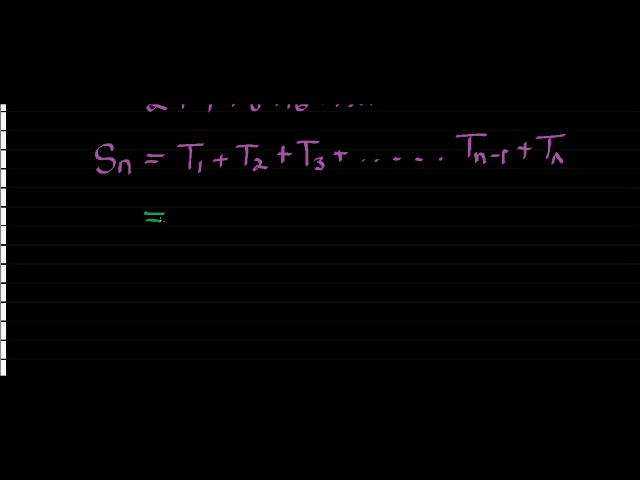 Sn = T1 + T2 + T3 + ...... Tn-1 + Tn
=